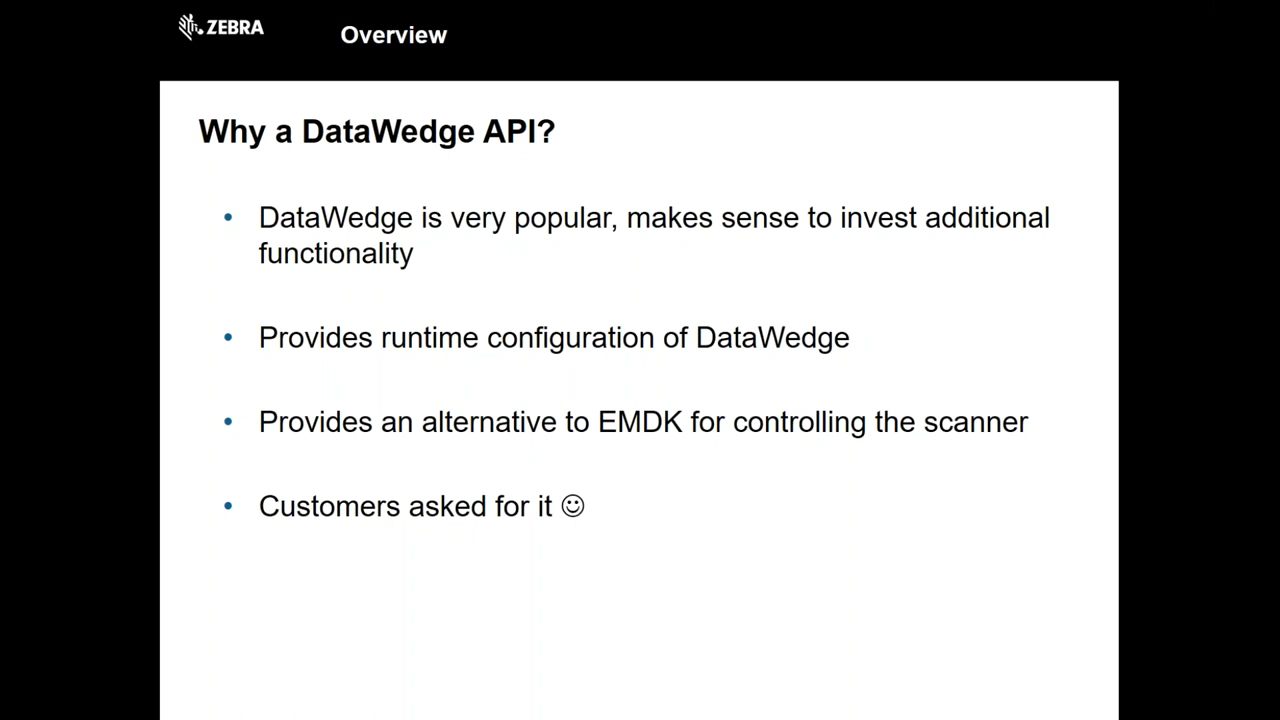 ZEBRA
Overview
Why a DataWedge API?
• DataWedge is very popular, makes sense to invest additional
functionality
• Provides runtime configuration of DataWedge
• Provides an alternative to EMDK for controlling the scanner
• Customers asked for it ☺